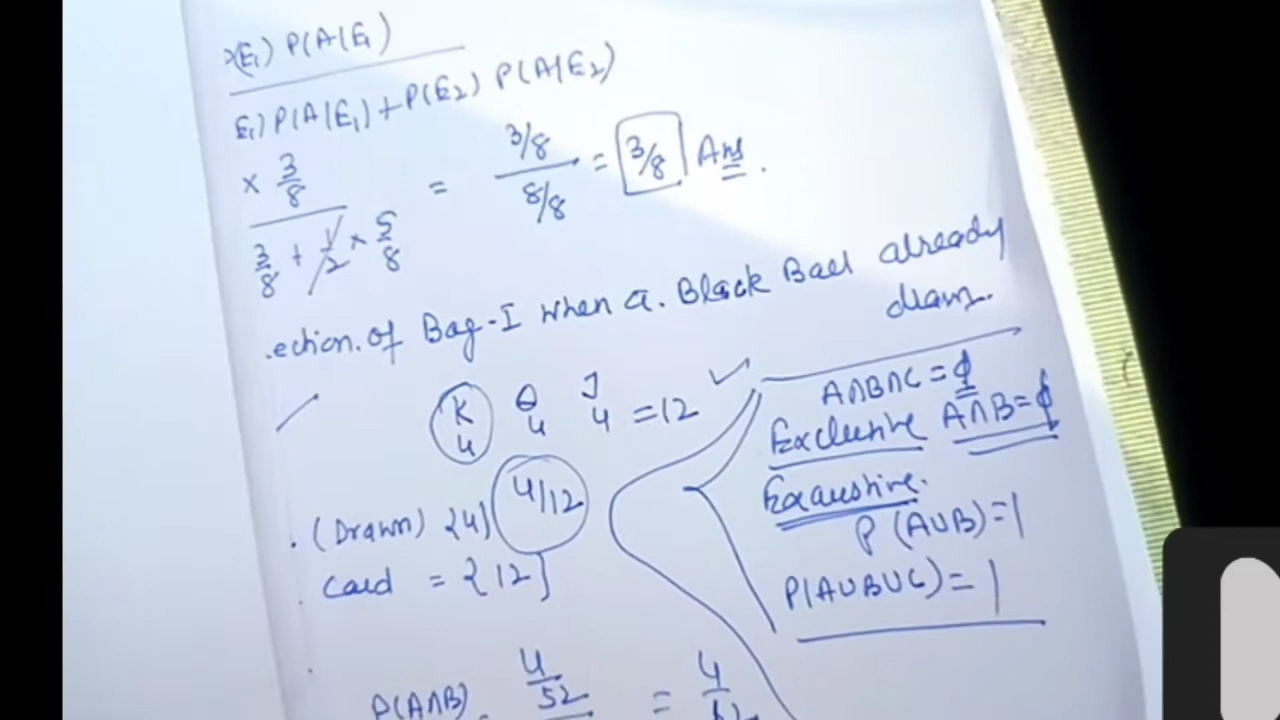 P(E₁) P(A|E₁)
E₁) P(A|E₁) + P(E₂) P(A|E₂)
× 3/8 = 3/8 = 3/8 Ans.
3/8 + 1/2 × 5/8 8/8
ection. of Bag-I when a. Black Ball already
drawn.
K Q J
4 4 4 = 12 ✓
A∩B∩C = ϕ
Exclusive A∩B = ϕ
Exaustive.
P (A∪B) = 1
P(A∪B∪C) = 1
. (Drawn) {4} 4/12
card = {12}
P(A∩B) 4/52 = 4